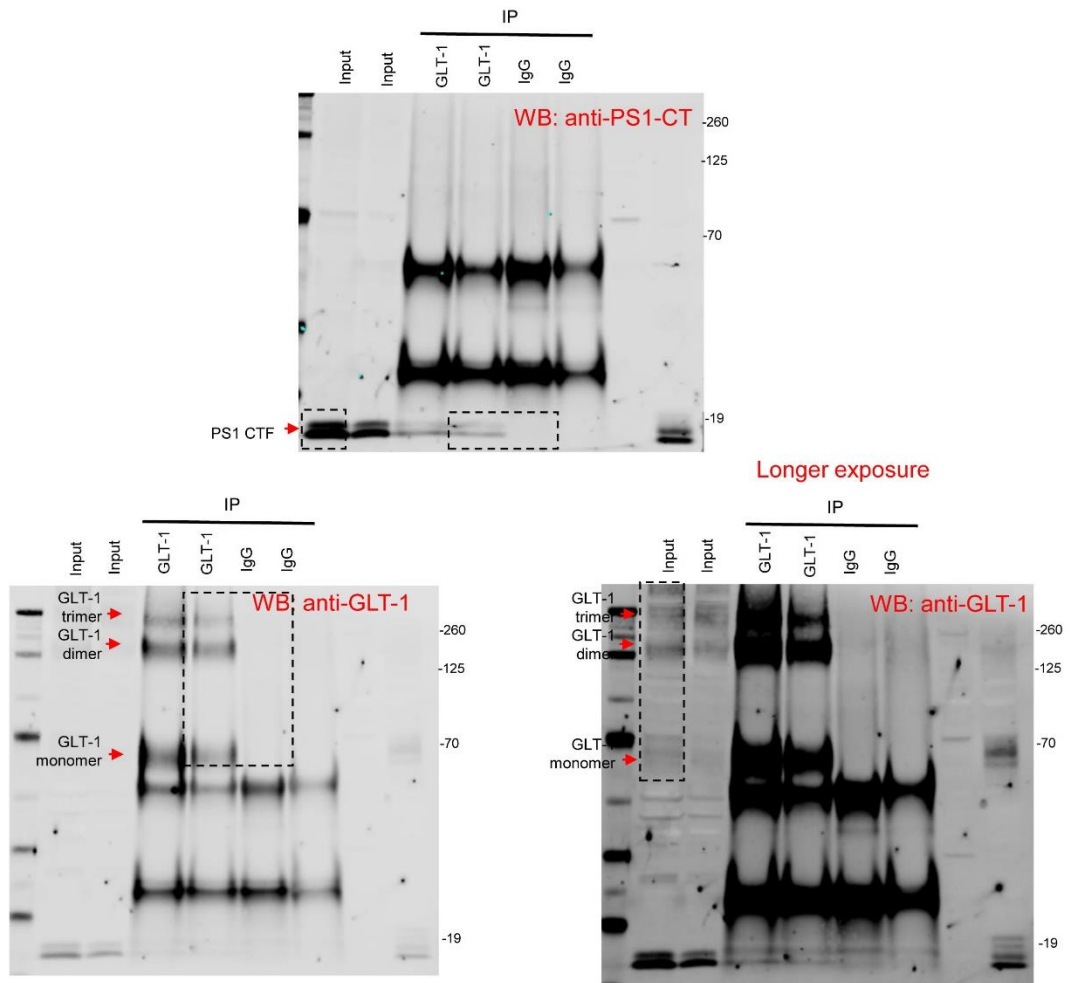 IP
Input
Input
GLT-1
GLT-1
IgG
IgG
WB: anti-PS1-CT
-260
-125
-70
-19
PS1 CTF
IP
Input
Input
GLT-1
GLT-1
IgG
IgG
WB: anti-GLT-1
GLT-1
trimer
GLT-1
dimer
GLT-1
monomer
-260
-125
-70
-19
Longer exposure
IP
Input
Input
GLT-1
GLT-1
IgG
IgG
WB: anti-GLT-1
GLT-1
trimer
GLT-1
dimer
GLT-1
monomer
-260
-125
-70
-19